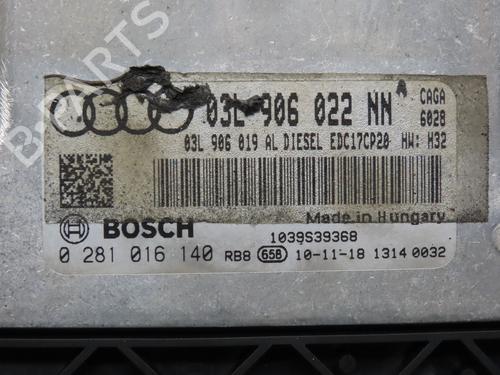 B-PARTS
03L 906 022 NN A CAGA
6028
03L 906 019 AL DIESEL EDC17CP20 HW: H32
Made in Hungary
BOSCH 1039S39368
0 281 016 140 RB8 658 10-11-18 1314 0032